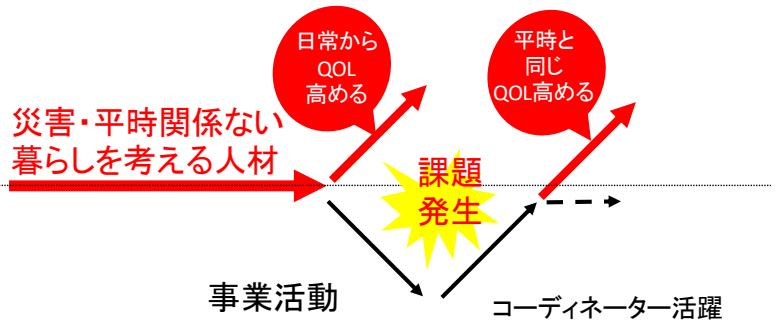 日常から
QOL
高める
平時と
同じ
QOL高める
災害・平時関係ない
暮らしを考える人材
課題
発生
事業活動
コーディネーター活躍